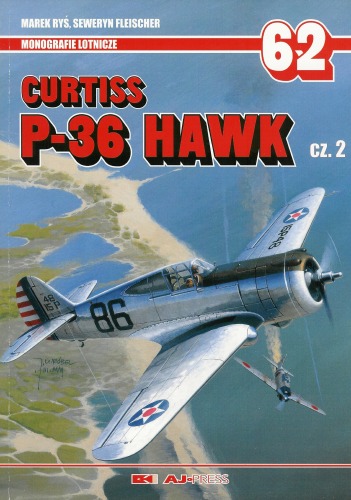 MAREK RYŚ, SEWERYN FLEISCHER
MONOGRAFIE LOTNICZE
62
CURTISS
P-36 HAWK
cz. 2
86
AJ-PRESS